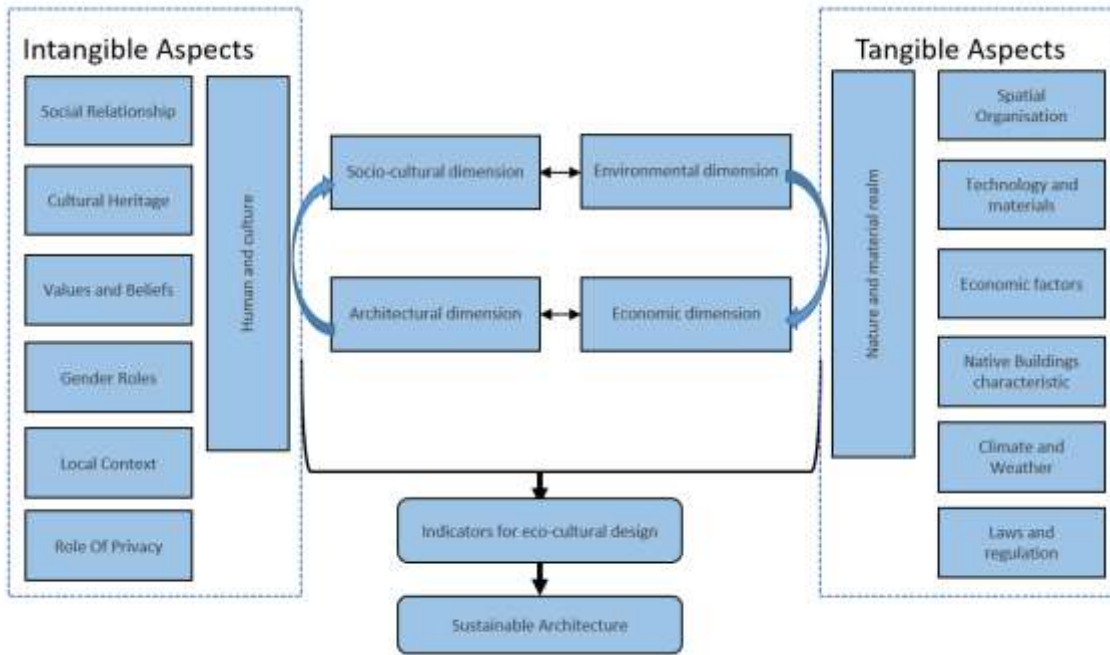 Intangible Aspects
Social Relationship
Cultural Heritage
Values and Beliefs
Gender Roles
Local Context
Role Of Privacy
Human and culture
Socio-cultural dimension
Environmental dimension
Architectural dimension
Economic dimension
Indicators for eco-cultural design
Sustainable Architecture
Tangible Aspects
Nature and material realm
Spatial
Organisation
Technology and
materials
Economic factors
Native Buildings
characteristic
Climate and
Weather
Laws and
regulation